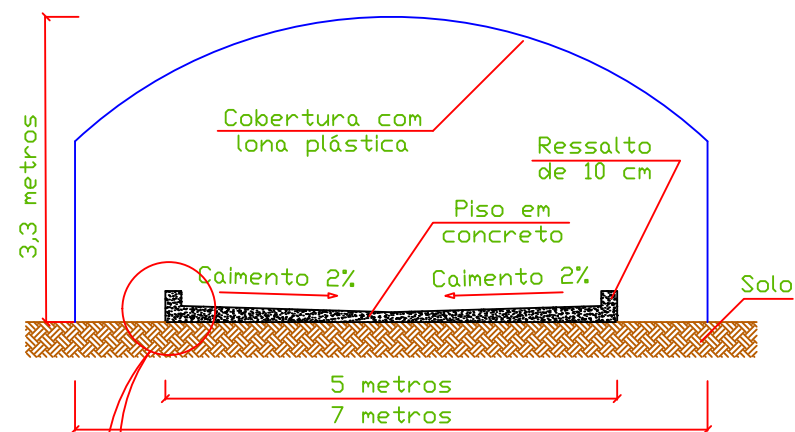 3,3 metros
Cobertura com
lona plástica
Ressalto
de 10 cm
Piso em
concreto
Caimento 2%
Caimento 2%
Solo
5 metros
7 metros